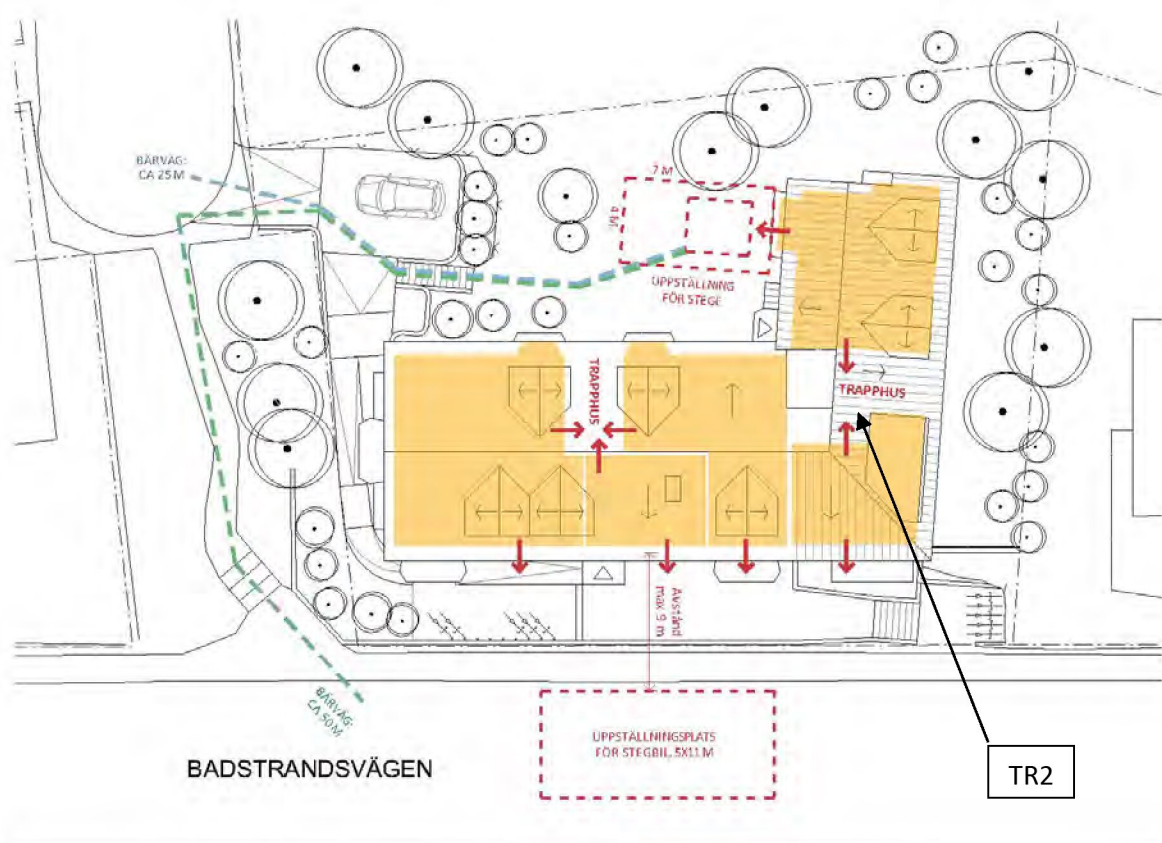 BÄRVÄG:
CA 25 M
7 M
4 M
UPPSTÄLLNING
FÖR STEGE
TRAPPHUS
TRAPPHUS
Avstånd
max 9 m
BÄRVÄG:
CA 50 M
UPPSTÄLLNINGSPLATS
FÖR STEGBIL, 5X11 M
BADSTRANDSVÄGEN
TR2